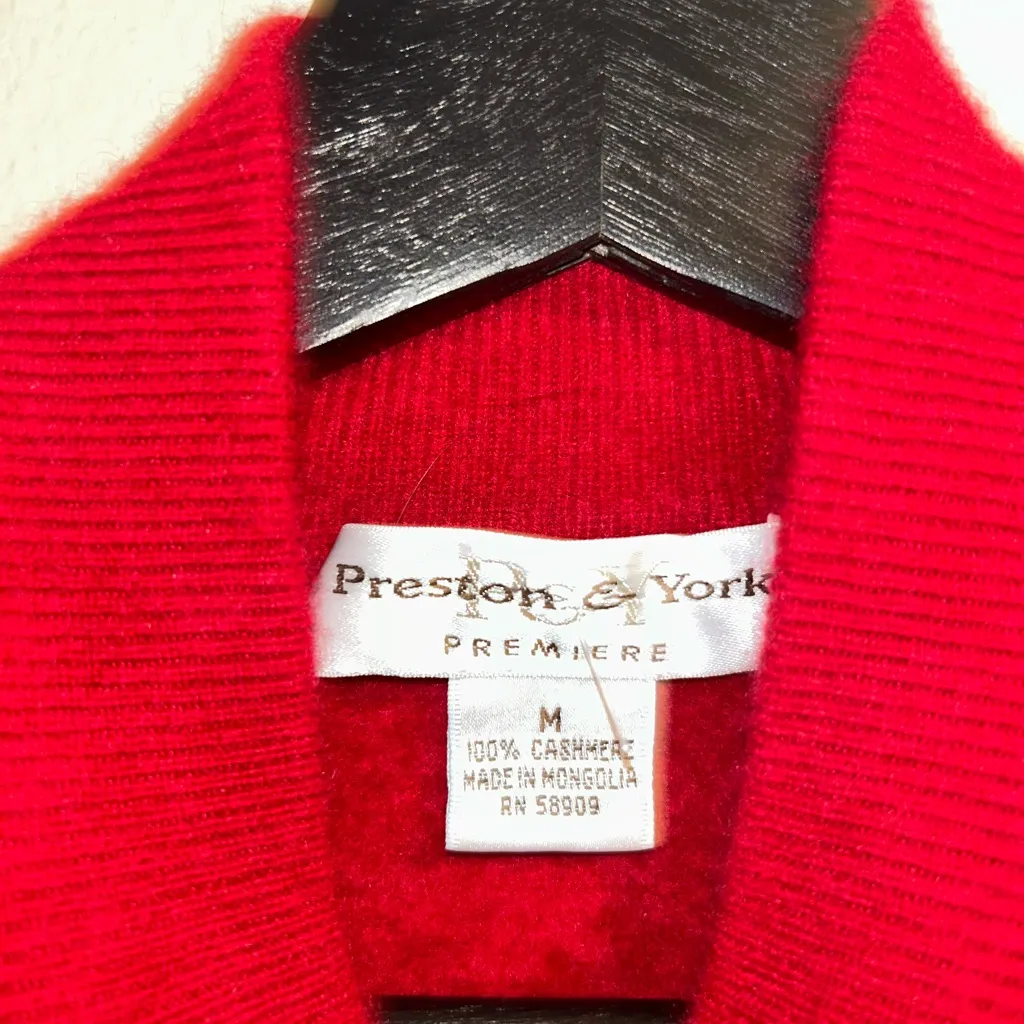 Preston & York
P&Y
PREMIERE
M
100% CASHMERE
MADE IN MONGOLIA
RN 58909